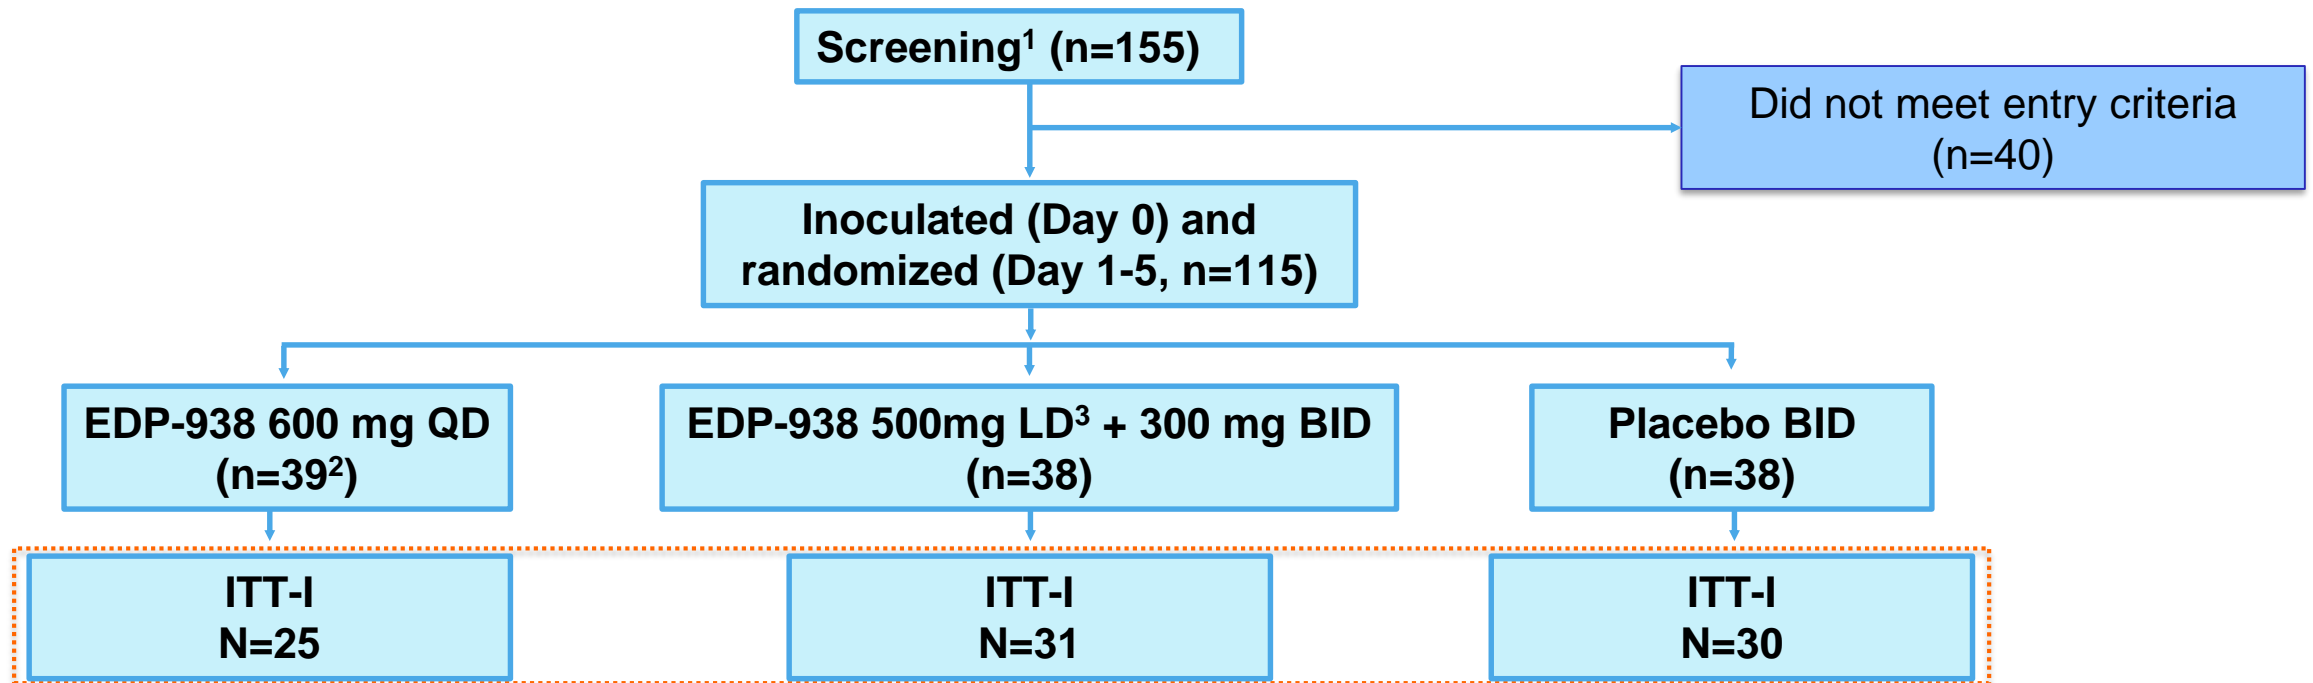 Screening¹ (n=155)
Did not meet entry criteria
(n=40)
Inoculated (Day 0) and
randomized (Day 1-5, n=115)
EDP-938 600 mg QD
(n=39²)
EDP-938 500mg LD³ + 300 mg BID
(n=38)
Placebo BID
(n=38)
ITT-I
N=25
ITT-I
N=31
ITT-I
N=30